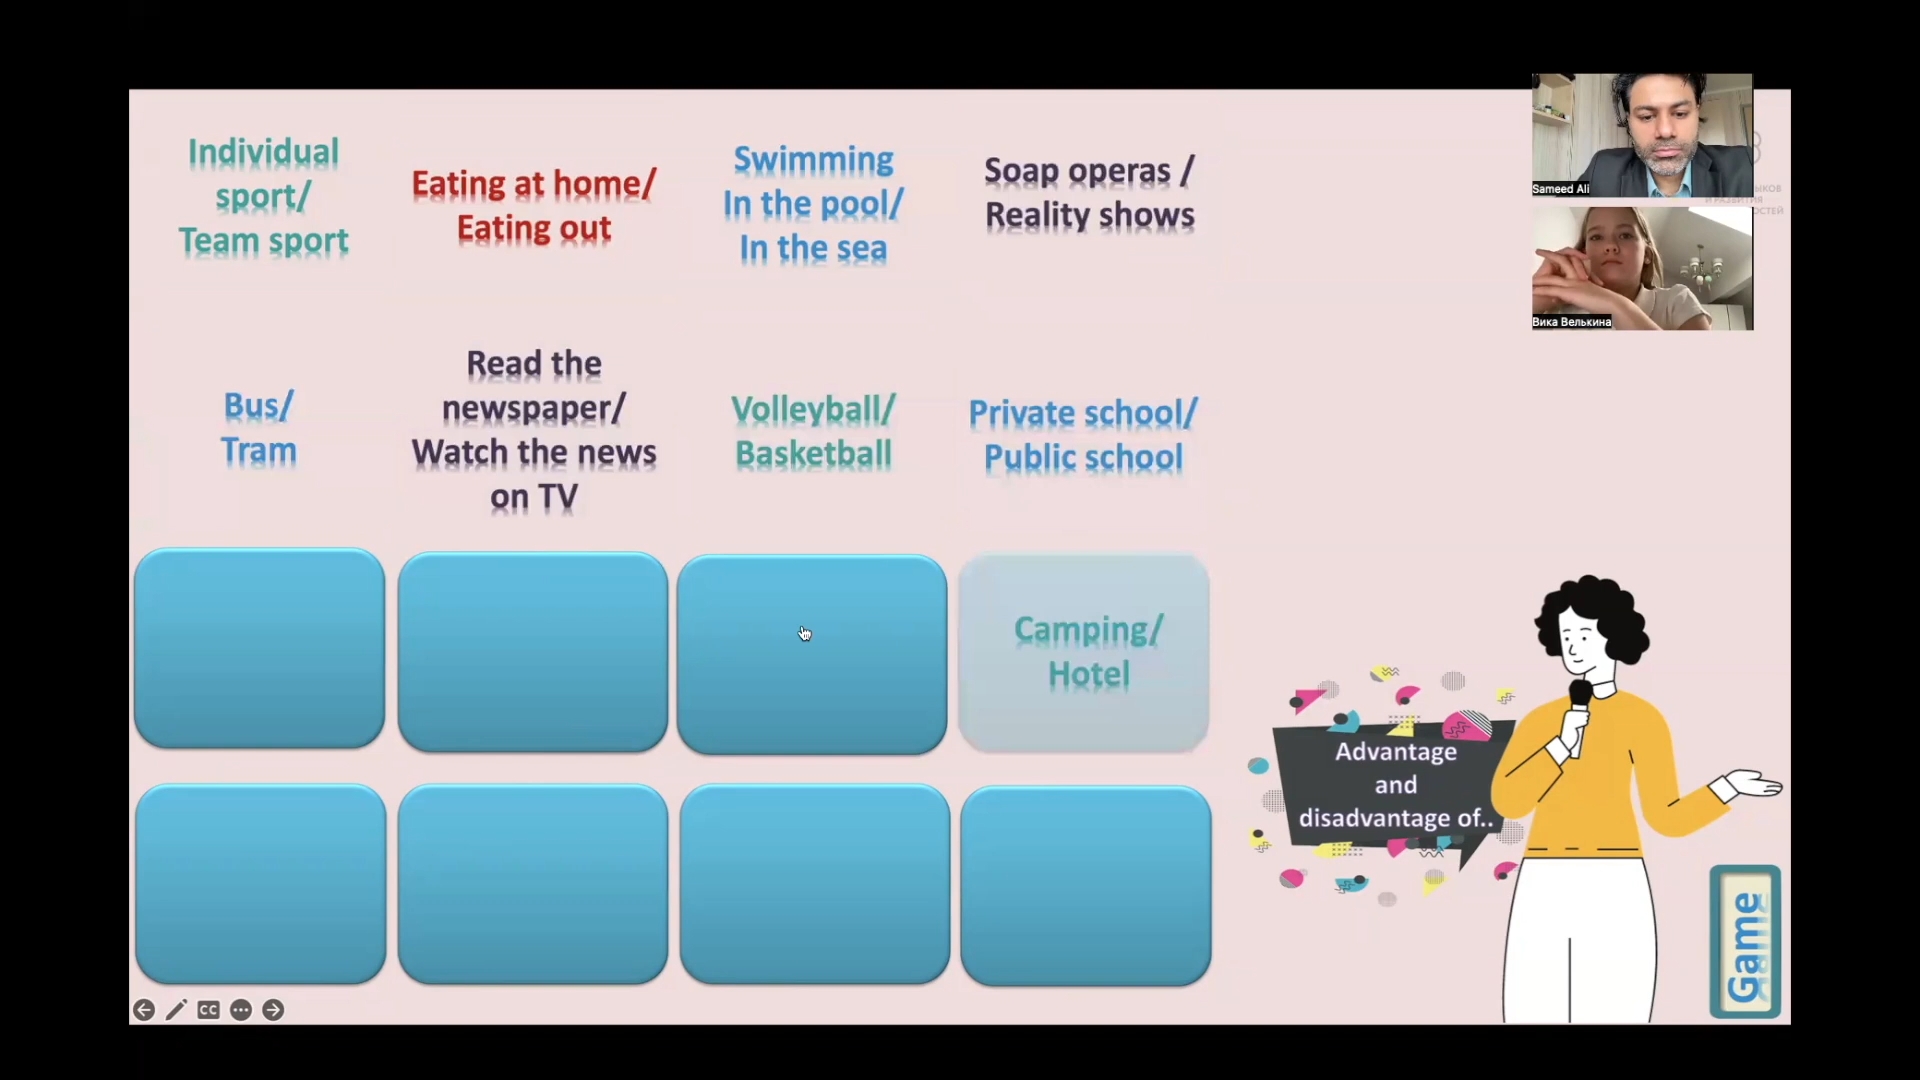 Individual
sport/
Team sport
Eating at home/
Eating out
Swimming
In the pool/
In the sea
Soap operas /
Reality shows
Bus/
Tram
Read the
newspaper/
Watch the news
on TV
Volleyball/
Basketball
Private school/
Public school
Camping/
Hotel
Advantage
and
disadvantage of..
Game
CC
Sameed Ali
Вика Велькина